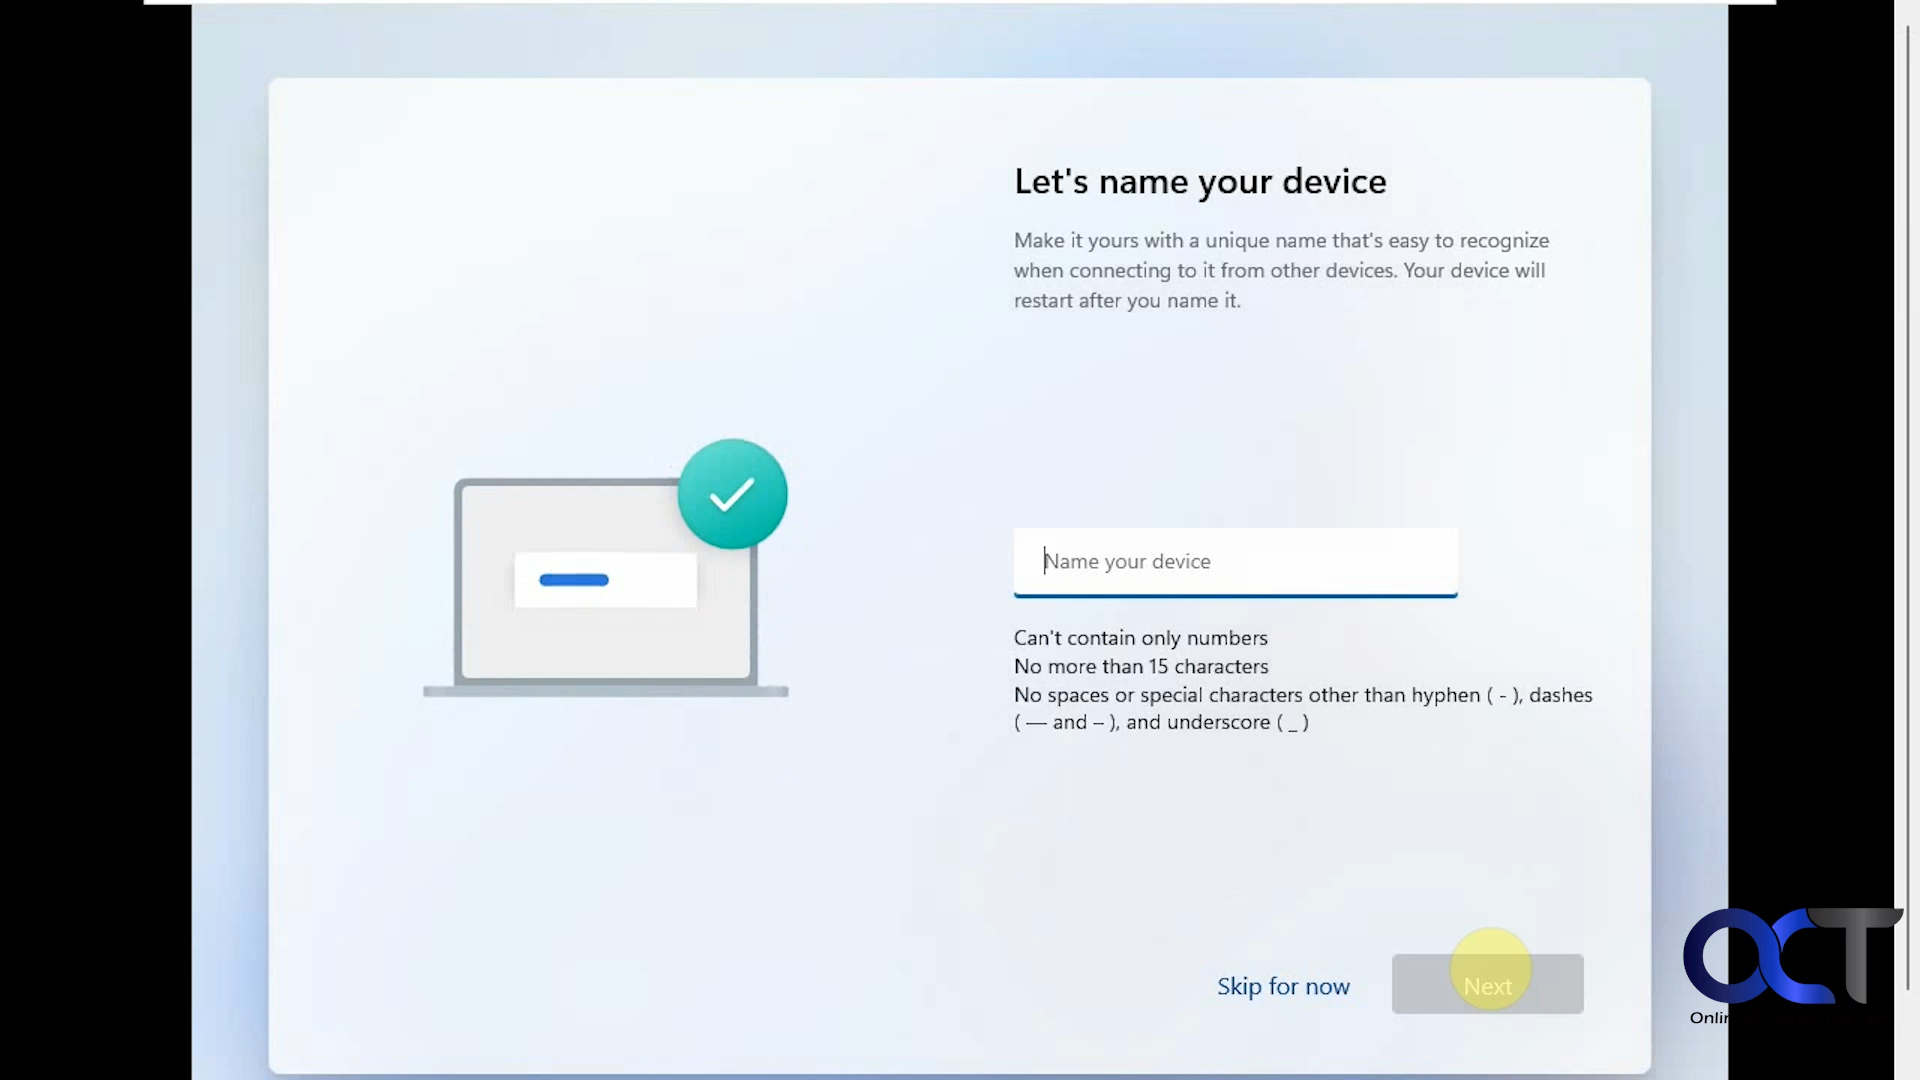 Let's name your device
Make it yours with a unique name that's easy to recognize
when connecting to it from other devices. Your device will
restart after you name it.
Name your device
Can't contain only numbers
No more than 15 characters
No spaces or special characters other than hyphen ( - ), dashes
( — and – ), and underscore ( _ )
Skip for now
Next
OCT